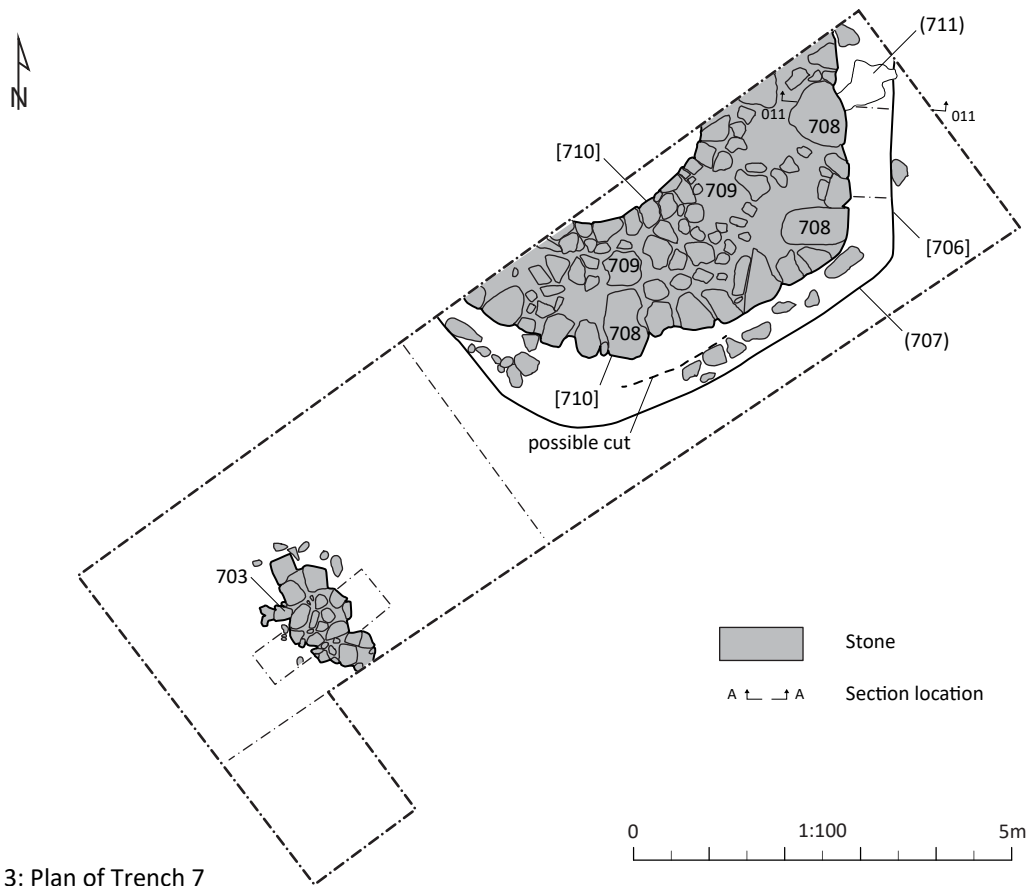 N
(711)
011
011
708
[710]
709
708
[706]
709
(707)
708
[710]
possible cut
703
Stone
A A Section location
0 1:100 5m
3: Plan of Trench 7